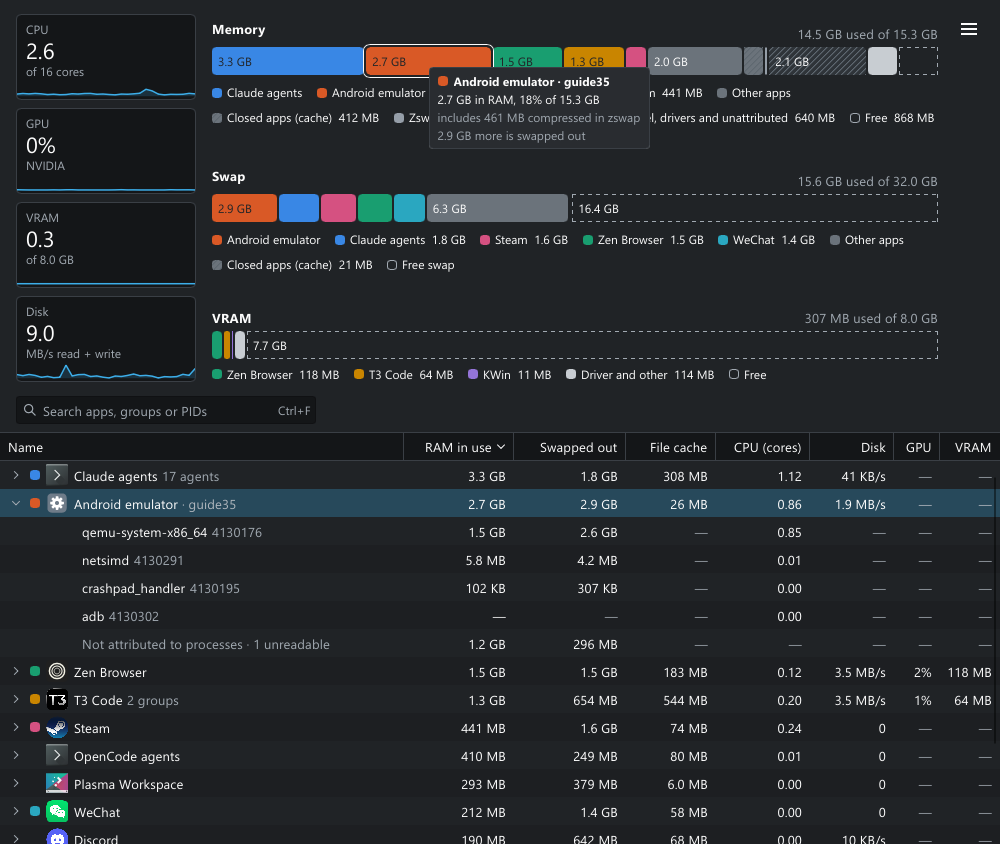 CPU
2.6
of 16 cores
GPU
0%
NVIDIA
VRAM
0.3
of 8.0 GB
Disk
9.0
MB/s read + write
Memory
14.5 GB used of 15.3 GB
3.3 GB 2.7 GB 1.5 GB 1.3 GB 2.0 GB 2.1 GB
Claude agents Android emulator 441 MB Other apps
Closed apps (cache) 412 MB drivers and unattributed 640 MB Free 868 MB
Android emulator · guide35
2.7 GB in RAM, 18% of 15.3 GB
includes 461 MB compressed in zswap
2.9 GB more is swapped out
Swap
15.6 GB used of 32.0 GB
2.9 GB 6.3 GB 16.4 GB
Android emulator Claude agents 1.8 GB Steam 1.6 GB Zen Browser 1.5 GB WeChat 1.4 GB Other apps
Closed apps (cache) 21 MB Free swap
VRAM
307 MB used of 8.0 GB
7.7 GB
Zen Browser 118 MB T3 Code 64 MB KWin 11 MB Driver and other 114 MB Free
Search apps, groups or PIDs Ctrl+F
Name RAM in use Swapped out File cache CPU (cores) Disk GPU VRAM
Claude agents 17 agents 3.3 GB 1.8 GB 308 MB 1.12 41 KB/s — —
Android emulator · guide35 2.7 GB 2.9 GB 26 MB 0.86 1.9 MB/s — —
qemu-system-x86_64 4130176 1.5 GB 2.6 GB — 0.85 — — —
netsimd 4130291 5.8 MB 4.2 MB — 0.01 — — —
crashpad_handler 4130195 102 KB 307 KB — 0.00 — — —
adb 4130302 — — — 0.00 — — —
Not attributed to processes · 1 unreadable 1.2 GB 296 MB — — — — —
Zen Browser 1.5 GB 1.5 GB 183 MB 0.12 3.5 MB/s 2% 118 MB
T3 T3 Code 2 groups 1.3 GB 654 MB 544 MB 0.20 3.5 MB/s 1% 64 MB
Steam 441 MB 1.6 GB 74 MB 0.24 0 — —
OpenCode agents 410 MB 249 MB 80 MB 0.01 0 — —
Plasma Workspace 293 MB 379 MB 6.0 MB 0.00 0 — —
WeChat 212 MB 1.4 GB 58 MB 0.00 0 — —
Discord 190 MB 642 MB 68 MB 0.00 10 KB/s — —